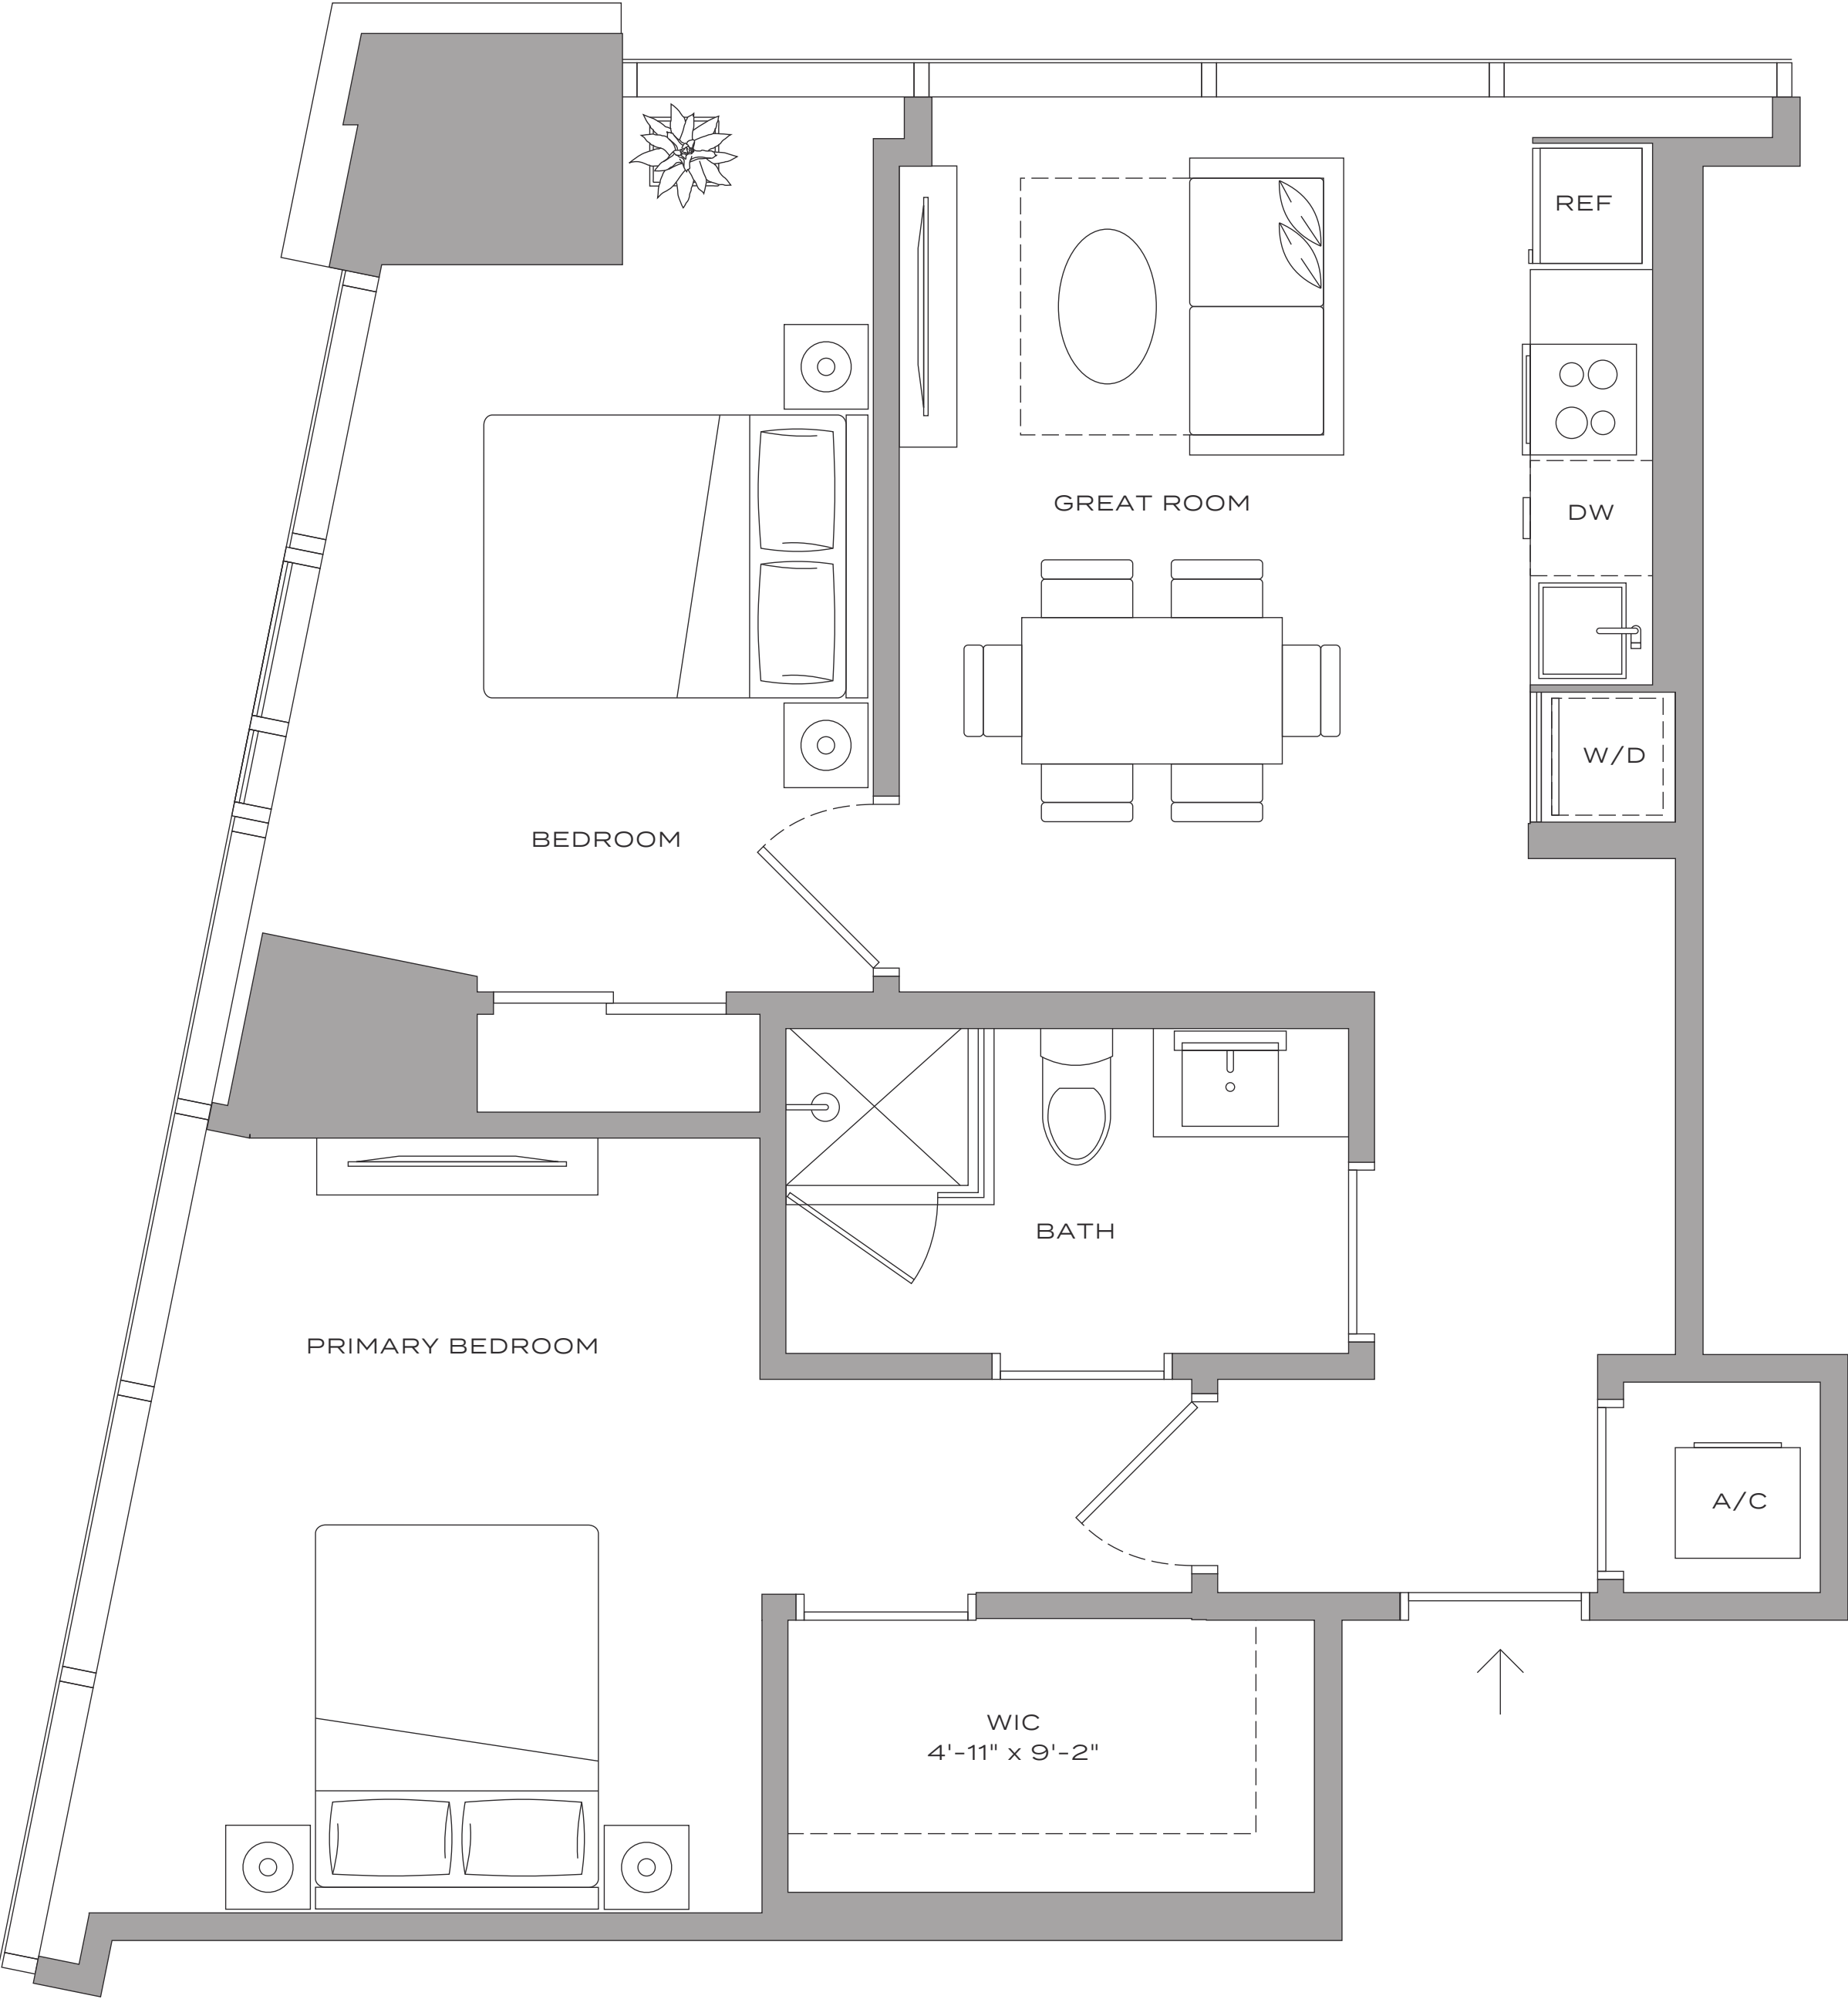 REF
GREAT ROOM
DW
W/D
BEDROOM
BATH
PRIMARY BEDROOM
A/C
WIC
4'-11" x 9'-2"